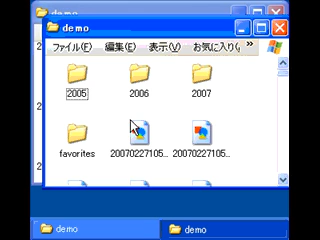 demo
demo
ファイル(F) 編集(E) 表示(V) お気に入り(
2005 2006 2007
favorites 20070227105... 20070227105...
demo demo